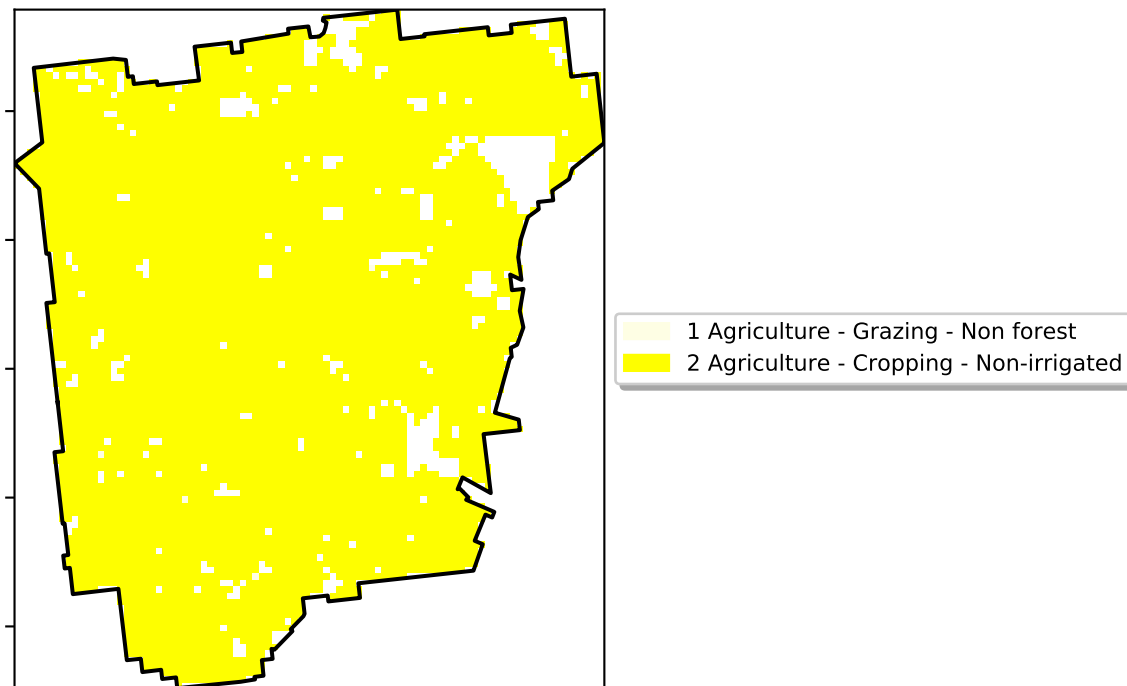 1 Agriculture - Grazing - Non forest
2 Agriculture - Cropping - Non-irrigated